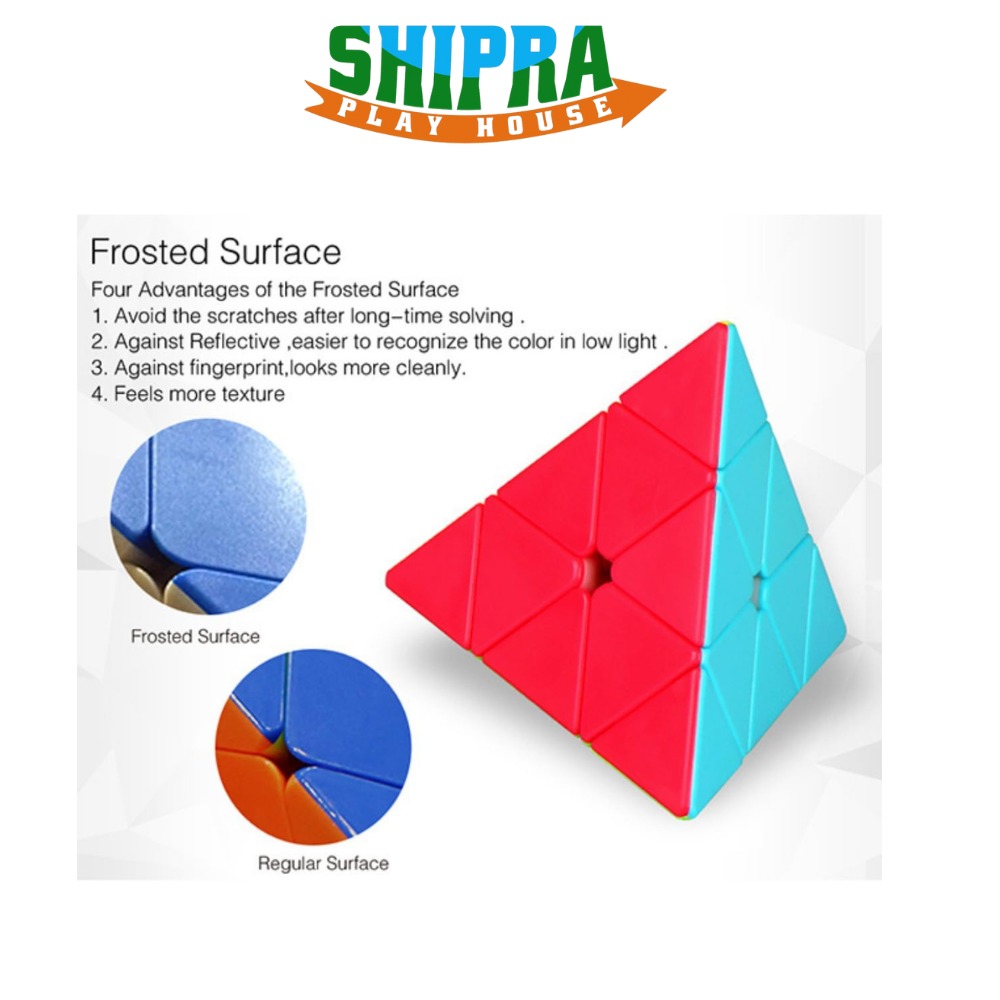 SHIPRA
PLAY HOUSE
Frosted Surface
Four Advantages of the Frosted Surface
1. Avoid the scratches after long-time solving .
2. Against Reflective ,easier to recognize the color in low light .
3. Against fingerprint,looks more cleanly.
4. Feels more texture
Frosted Surface
Regular Surface